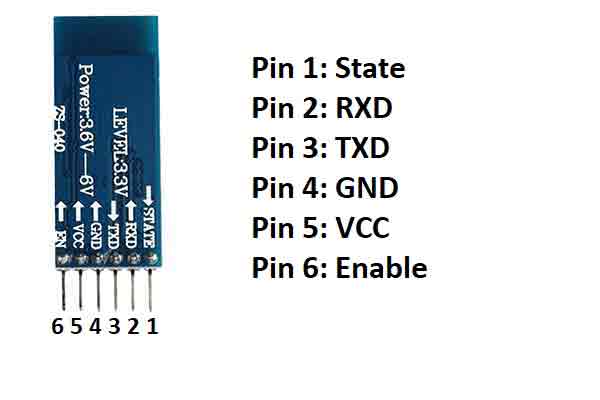 Power:3.6V—6V
ZS-040
LEVEL:3.3V
EN
VCC
GND
TXD
RXD
STATE
6 5 4 3 2 1
Pin 1: State
Pin 2: RXD
Pin 3: TXD
Pin 4: GND
Pin 5: VCC
Pin 6: Enable